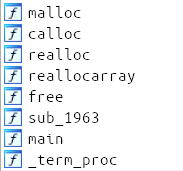 malloc
calloc
realloc
reallocarray
free
sub_1963
main
_term_proc